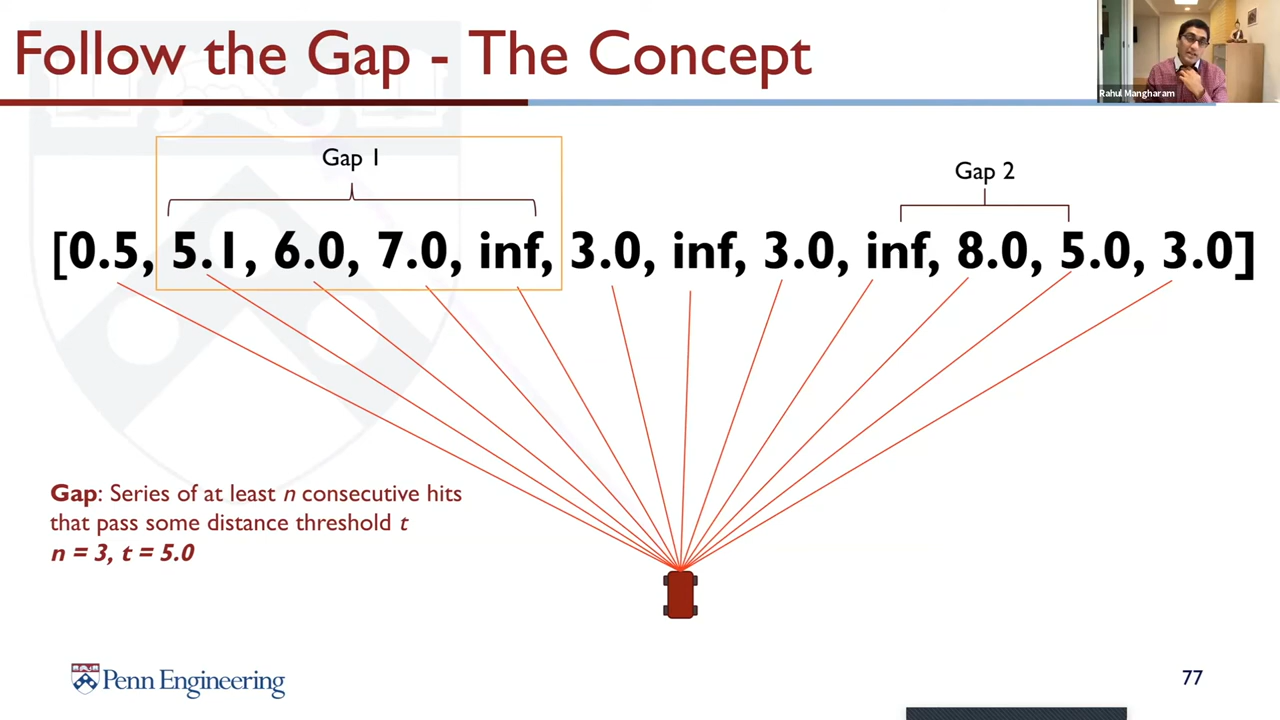 Follow the Gap - The Concept
Rahul Mangharam
Gap 1
Gap 2
[0.5, 5.1, 6.0, 7.0, inf, 3.0, inf, 3.0, inf, 8.0, 5.0, 3.0]
Gap: Series of at least n consecutive hits
that pass some distance threshold t
n = 3, t = 5.0
Penn Engineering
77